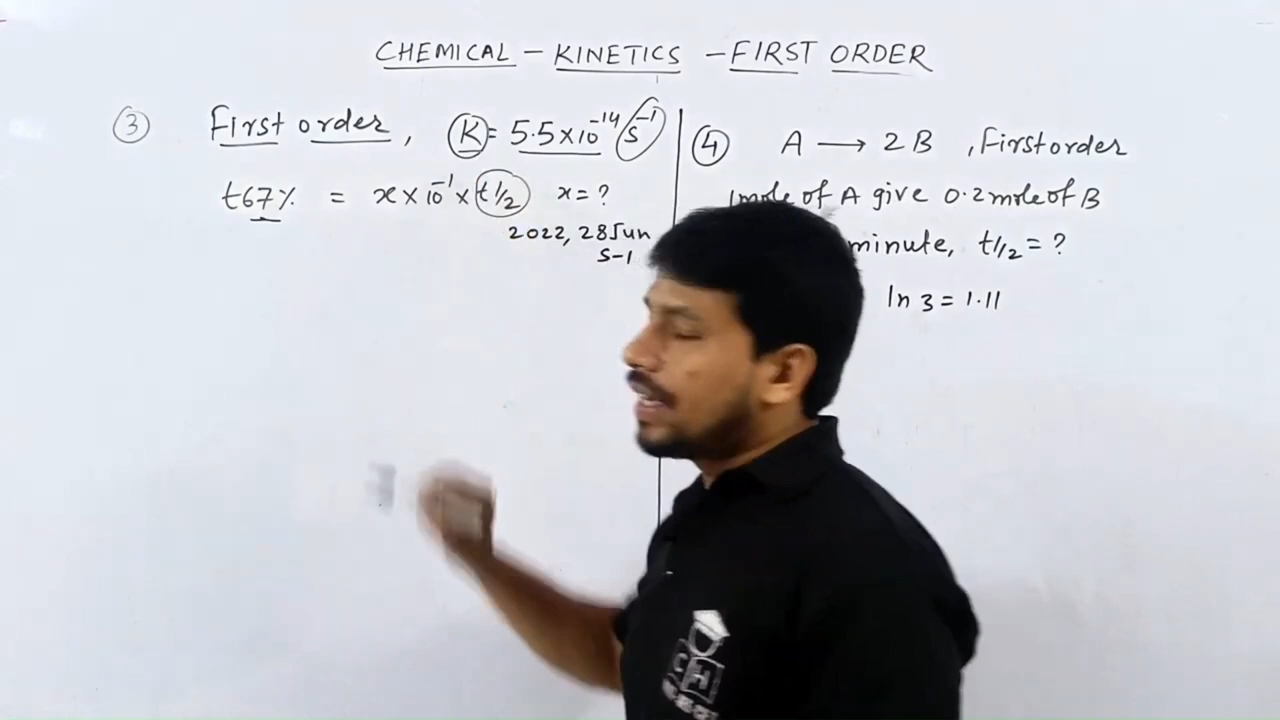 CHEMICAL – KINETICS – FIRST ORDER
③ First order, K = 5.5×10⁻¹⁴ s⁻¹
t67% = x×10⁻¹×t1/2 x=?
2022, 28 Jun
S-1
④ A → 2B, First order
1mole of A give 0.2 mole of B
minute, t1/2 = ?
ln 3 = 1.11
C H